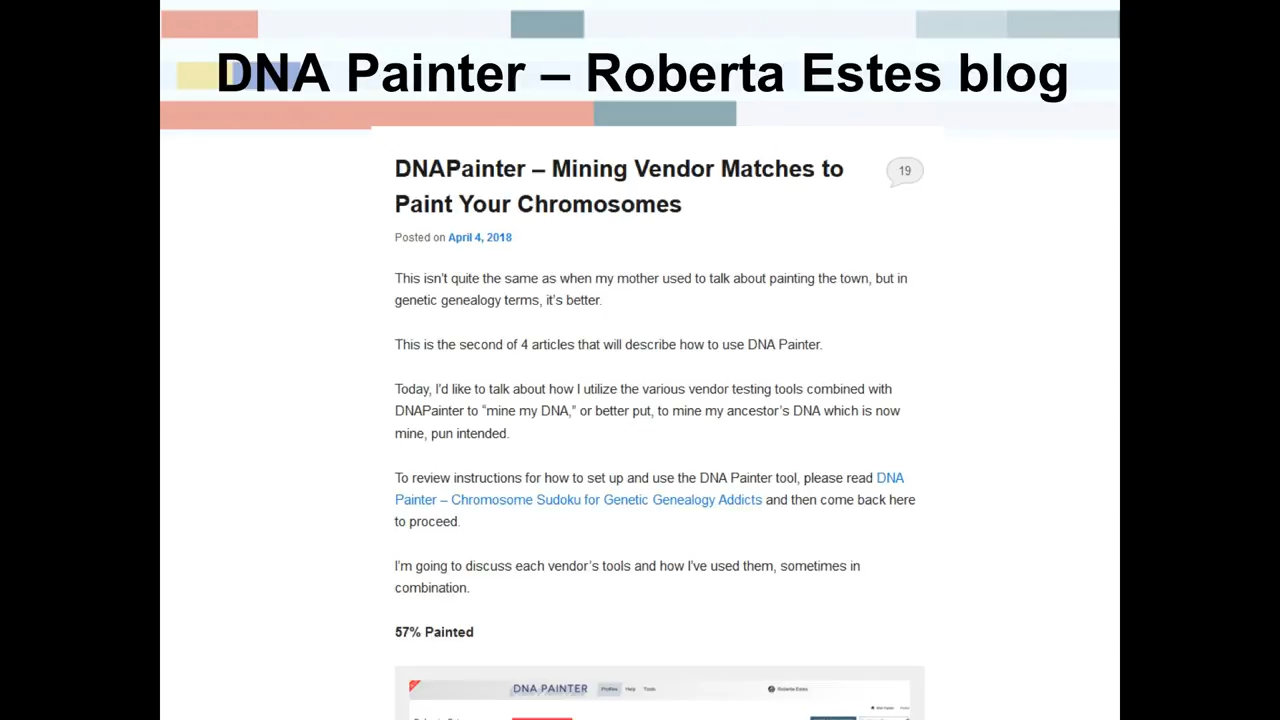 DNA Painter – Roberta Estes blog
DNAPainter – Mining Vendor Matches to
Paint Your Chromosomes
19
Posted on April 4, 2018
This isn’t quite the same as when my mother used to talk about painting the town, but in
genetic genealogy terms, it’s better.
This is the second of 4 articles that will describe how to use DNA Painter.
Today, I’d like to talk about how I utilize the various vendor testing tools combined with
DNAPainter to “mine my DNA,” or better put, to mine my ancestor’s DNA which is now
mine, pun intended.
To review instructions for how to set up and use the DNA Painter tool, please read DNA
Painter – Chromosome Sudoku for Genetic Genealogy Addicts and then come back here
to proceed.
I’m going to discuss each vendor’s tools and how I’ve used them, sometimes in
combination.
57% Painted
DNA PAINTER Profiles Help Tools Roberta Estes